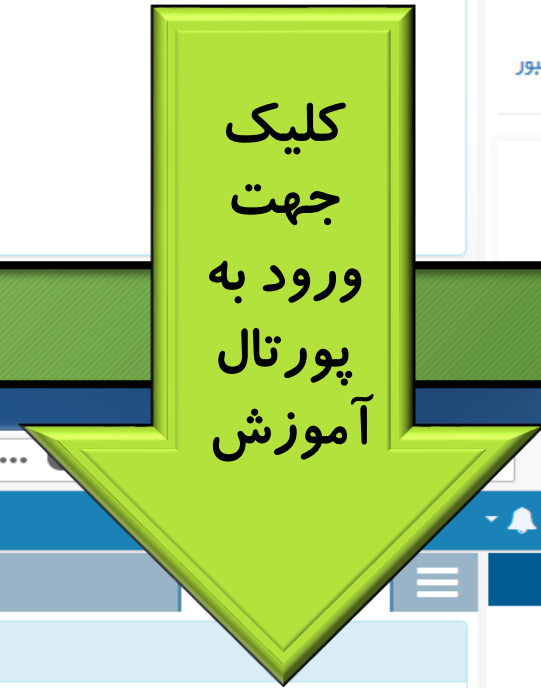 کلیک
جهت
ورود به
پورتال
آموزش